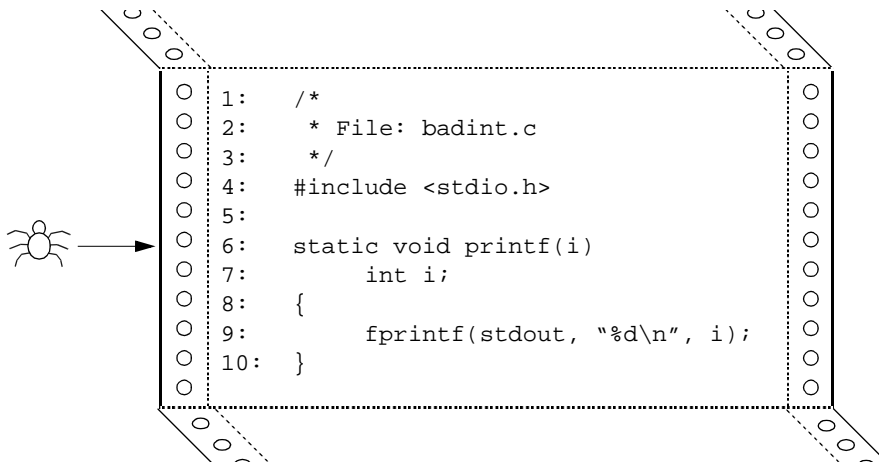 1: /*
2: * File: badint.c
3: */
4: #include <stdio.h>
5:
6: static void printf(i)
7: int i;
8: {
9: fprintf(stdout, “%d\n”, i);
10: }